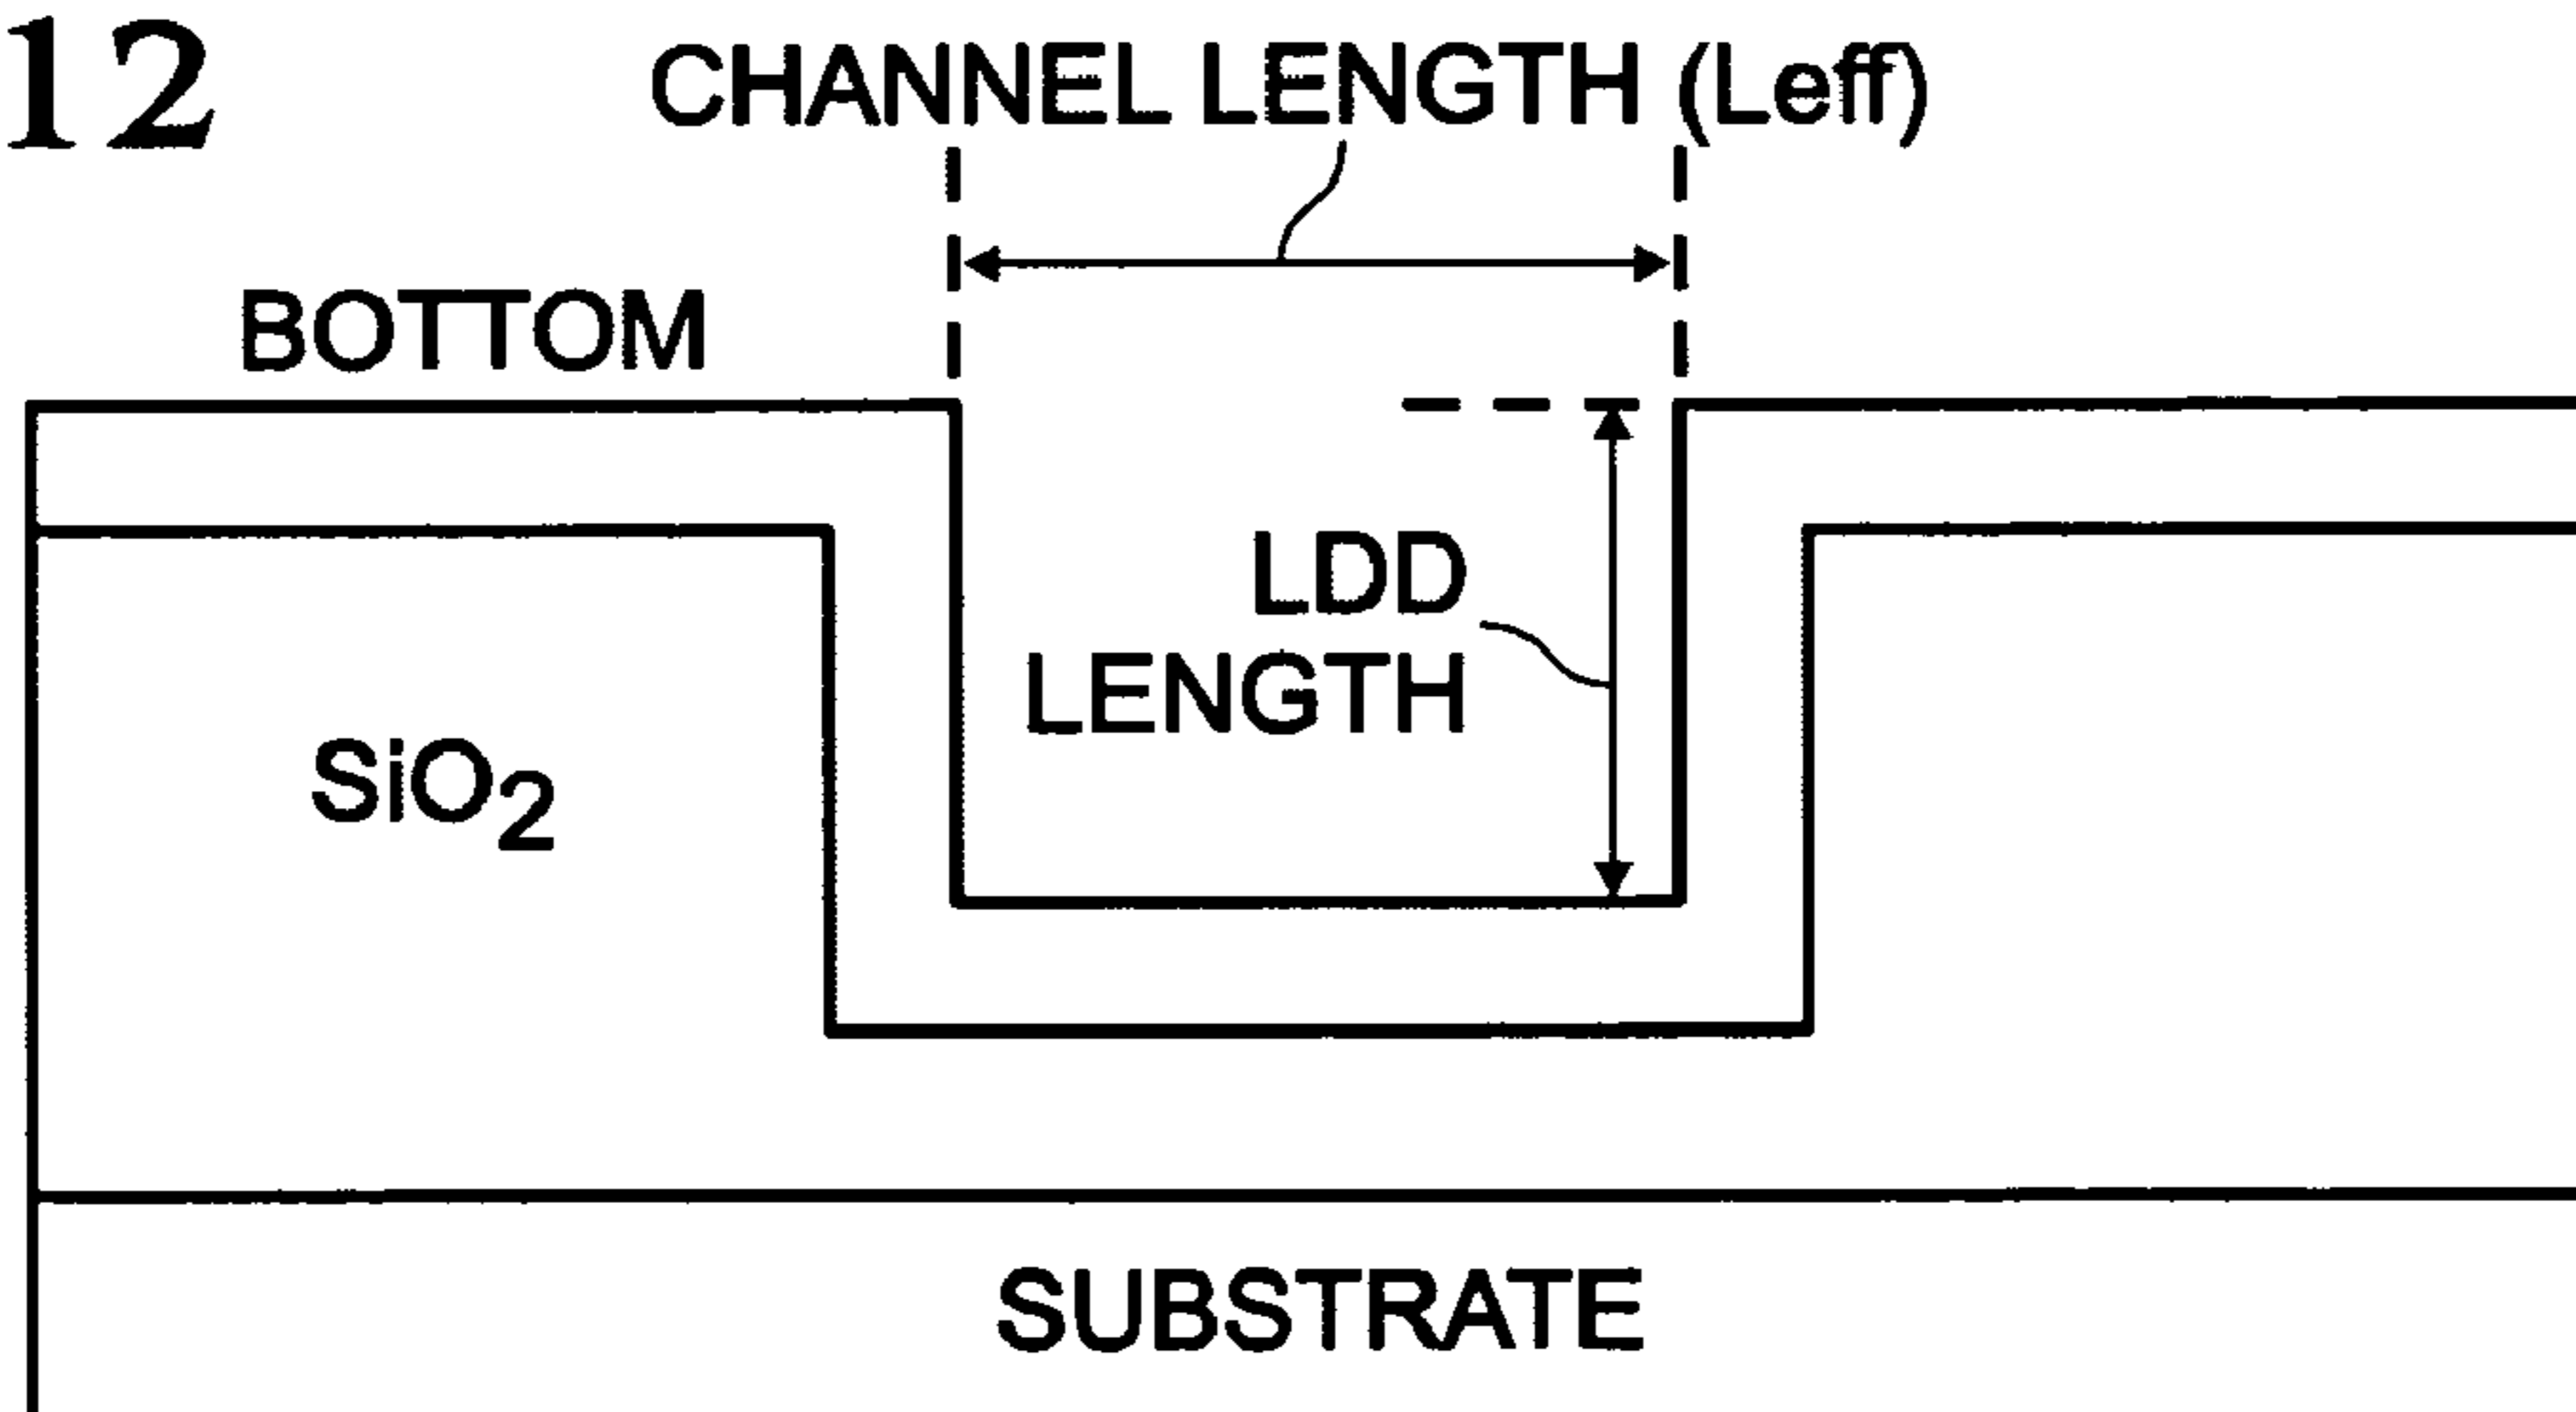 12
CHANNEL LENGTH (Leff)
BOTTOM
LDD
LENGTH
SiO₂
SUBSTRATE